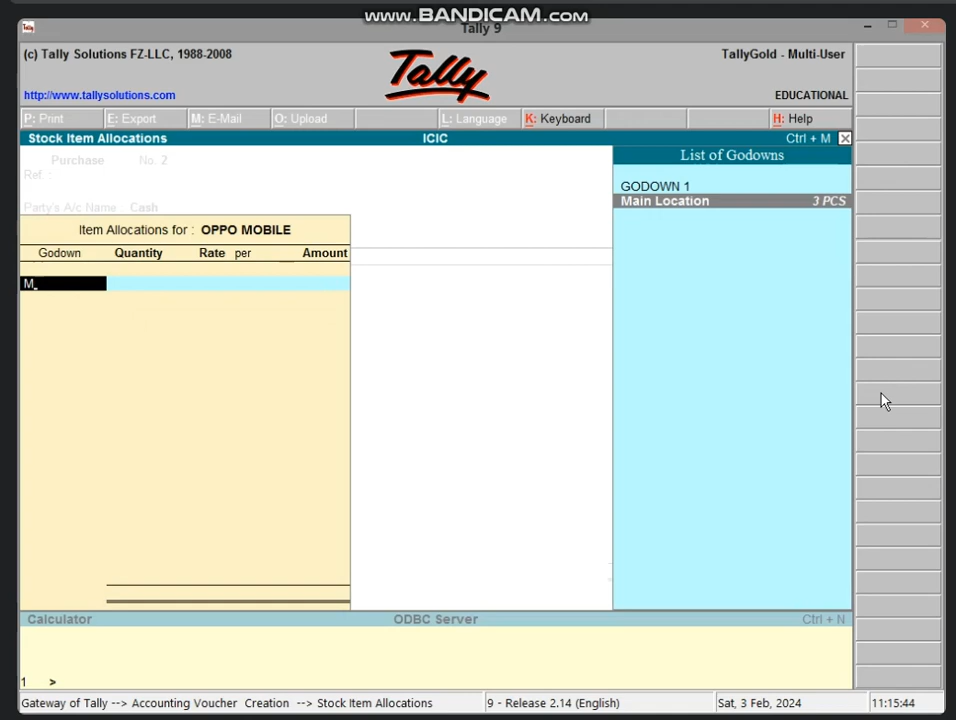 www.BANDICAM.com
Tally 9
(c) Tally Solutions FZ-LLC, 1988-2008
Tally
TallyGold - Multi-User
http://www.tallysolutions.com
EDUCATIONAL
P: Print
E: Export
M: E-Mail
O: Upload
L: Language
K: Keyboard
H: Help
Stock Item Allocations
ICIC
Ctrl + M
Purchase No. 2
Ref. :
Party's A/c Name : Cash
Item Allocations for : OPPO MOBILE
Godown Quantity Rate per Amount
M
List of Godowns
GODOWN 1
Main Location 3 PCS
Calculator
ODBC Server
Ctrl + N
1 >
Gateway of Tally --> Accounting Voucher Creation --> Stock Item Allocations
9 - Release 2.14 (English)
Sat, 3 Feb, 2024
11:15:44